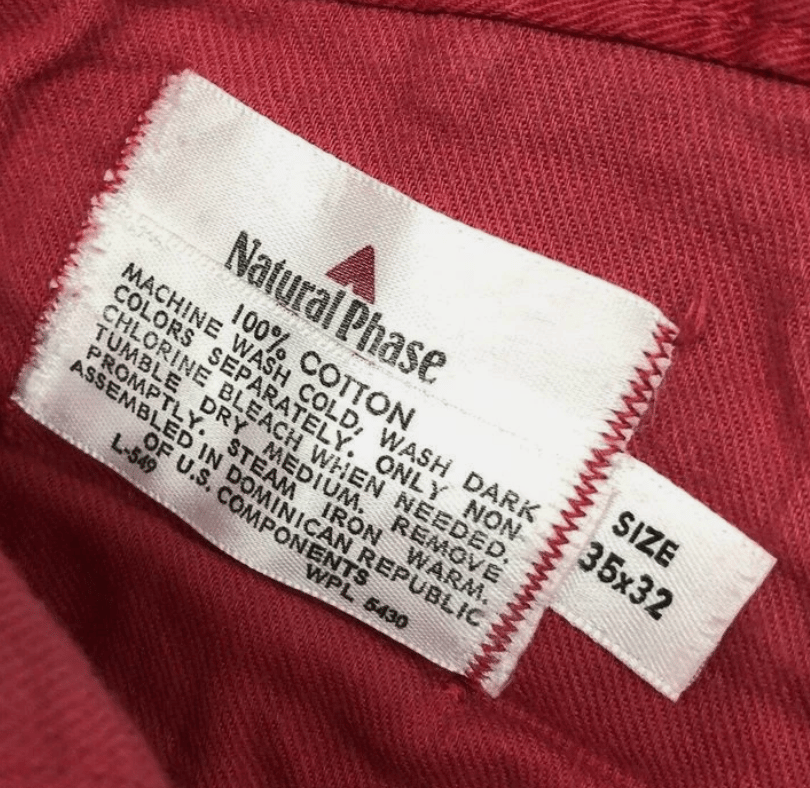 Natural Phase
100% COTTON
MACHINE WASH COLD, WASH DARK
COLORS SEPARATELY. ONLY NON-
CHLORINE BLEACH WHEN NEEDED.
TUMBLE DRY MEDIUM. REMOVE
PROMPTLY. STEAM IRON WARM.
ASSEMBLED IN DOMINICAN REPUBLIC
OF U.S. COMPONENTS
L-549 WPL 5430
SIZE
35x32